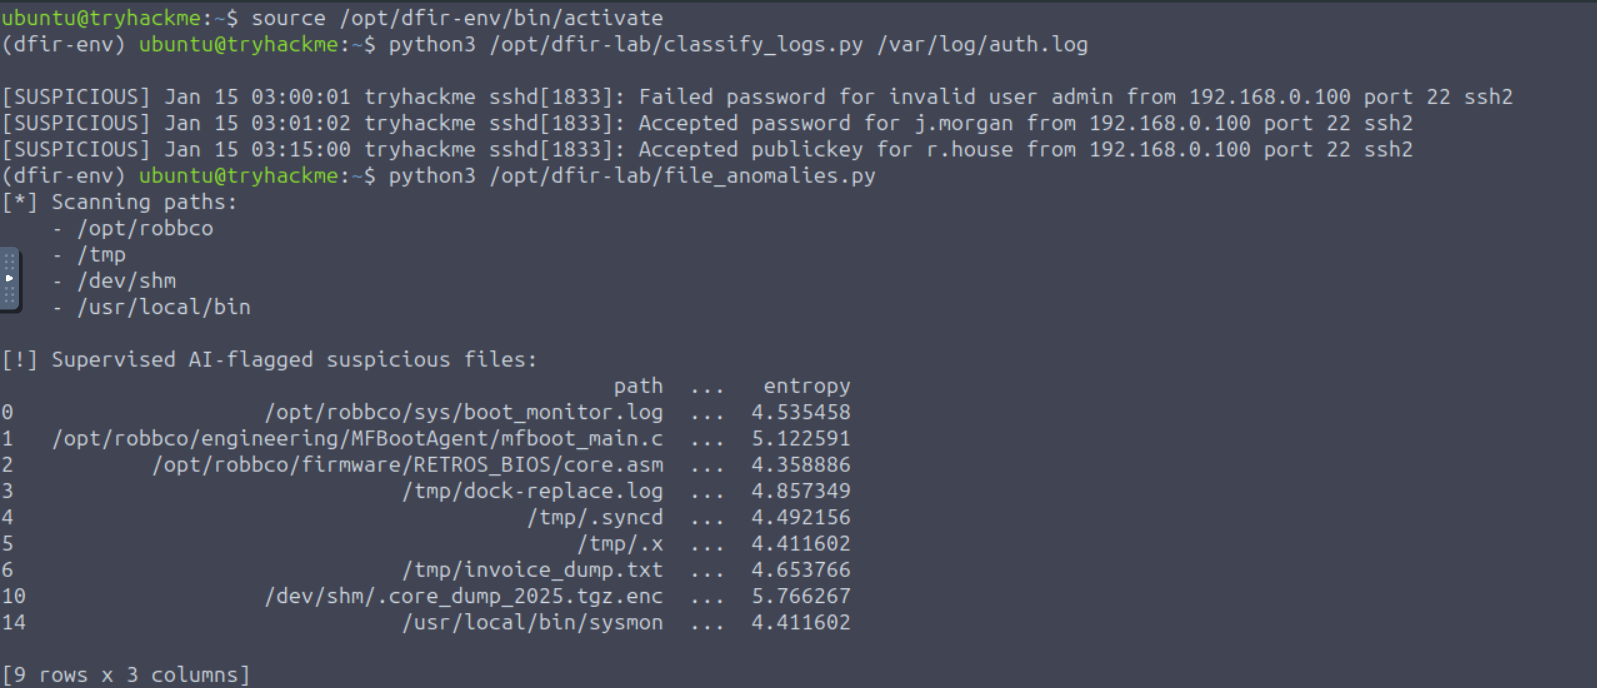 ubuntu@tryhackme:~$ source /opt/dfir-env/bin/activate
(dfir-env) ubuntu@tryhackme:~$ python3 /opt/dfir-lab/classify_logs.py /var/log/auth.log
[SUSPICIOUS] Jan 15 03:00:01 tryhackme sshd[1833]: Failed password for invalid user admin from 192.168.0.100 port 22 ssh2
[SUSPICIOUS] Jan 15 03:01:02 tryhackme sshd[1833]: Accepted password for j.morgan from 192.168.0.100 port 22 ssh2
[SUSPICIOUS] Jan 15 03:15:00 tryhackme sshd[1833]: Accepted publickey for r.house from 192.168.0.100 port 22 ssh2
(dfir-env) ubuntu@tryhackme:~$ python3 /opt/dfir-lab/file_anomalies.py
[*] Scanning paths:
    - /opt/robbco
    - /tmp
    - /dev/shm
    - /usr/local/bin
[!] Supervised AI-flagged suspicious files:
                                                 path  ...   entropy
0                    /opt/robbco/sys/boot_monitor.log  ...  4.535458
1   /opt/robbco/engineering/MFBootAgent/mfboot_main.c  ...  5.122591
2           /opt/robbco/firmware/RETROS_BIOS/core.asm  ...  4.358886
3                               /tmp/dock-replace.log  ...  4.857349
4                                         /tmp/.syncd  ...  4.492156
5                                             /tmp/.x  ...  4.411602
6                               /tmp/invoice_dump.txt  ...  4.653766
10                   /dev/shm/.core_dump_2025.tgz.enc  ...  5.766267
14                              /usr/local/bin/sysmon  ...  4.411602
[9 rows x 3 columns]